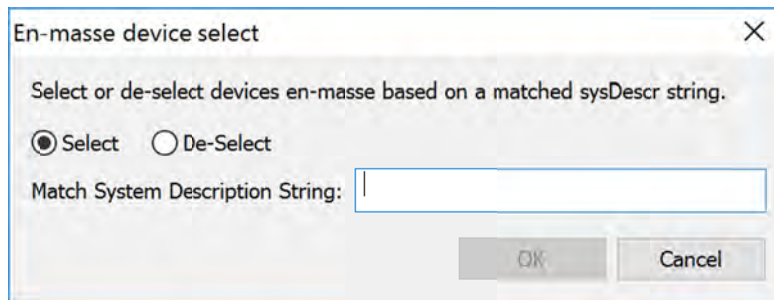 En-masse device select
Select or de-select devices en-masse based on a matched sysDescr string.
Select De-Select
Match System Description String:
OK Cancel